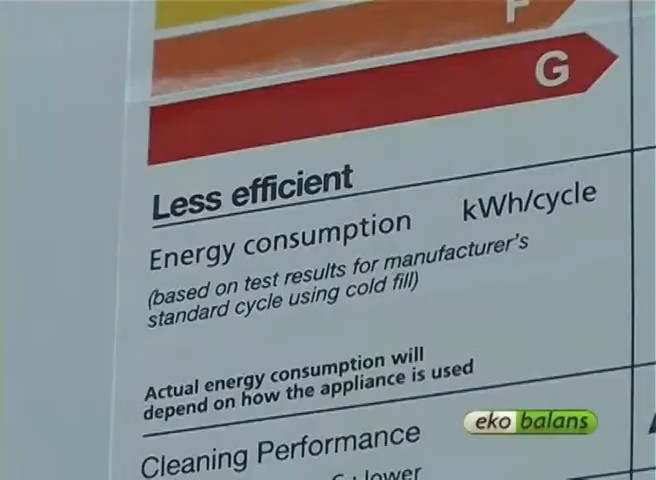 F
G
Less efficient
Energy consumption kWh/cycle
(based on test results for manufacturer's
standard cycle using cold fill)
Actual energy consumption will
depend on how the appliance is used
eko balans
Cleaning Performance
lower